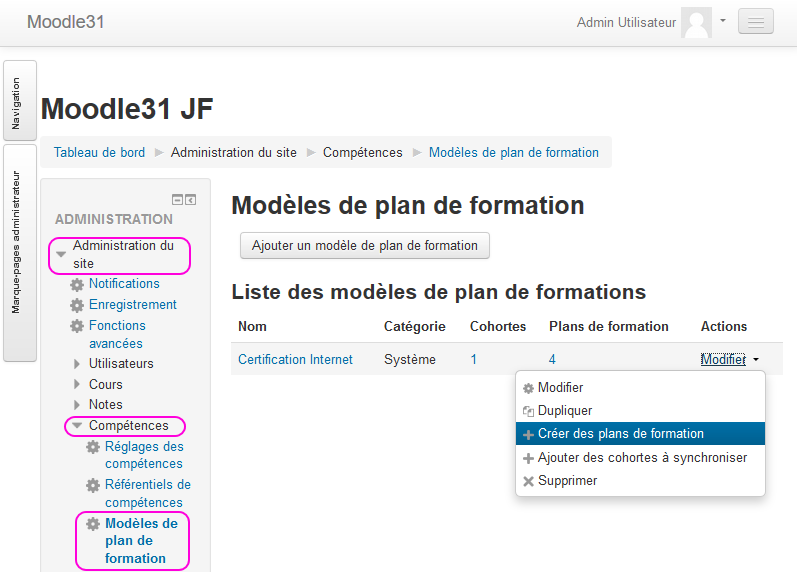 Moodle31
Admin Utilisateur
Navigation
Marque-pages administrateur
Moodle31 JF
Tableau de bord ► Administration du site ► Compétences ► Modèles de plan de formation
ADMINISTRATION
Administration du
site
Notifications
Enregistrement
Fonctions
avancées
Utilisateurs
Cours
Notes
Compétences
Réglages des
compétences
Référentiels de
compétences
Modèles de
plan de
formation
Modèles de plan de formation
Ajouter un modèle de plan de formation
Liste des modèles de plan de formations
Nom Catégorie Cohortes Plans de formation Actions
Certification Internet Système 1 4 Modifier
Modifier
Dupliquer
Créer des plans de formation
Ajouter des cohortes à synchroniser
Supprimer